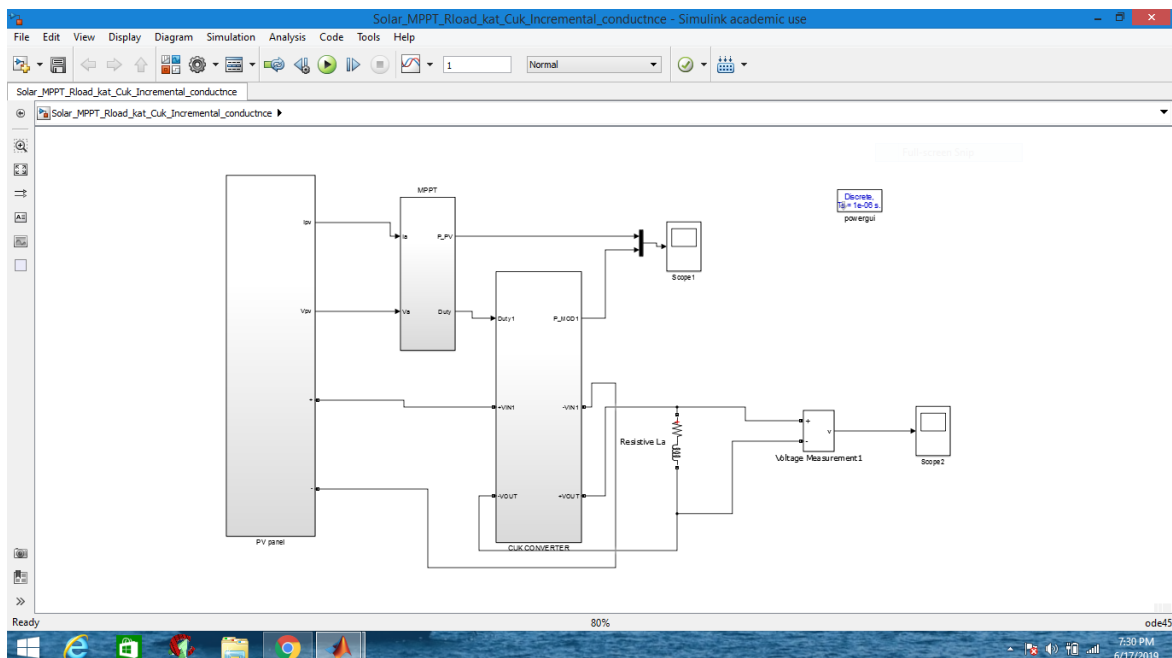 Solar_MPPT_Rload_kat_Cuk_Incremental_conductnce - Simulink academic use
File Edit View Display Diagram Simulation Analysis Code Tools Help
1 Normal
Solar_MPPT_Rload_kat_Cuk_Incremental_conductnce
Solar_MPPT_Rload_kat_Cuk_Incremental_conductnce
MPPT
Discrete,
Ts = 1e-06 s.
powergui
Ipv
Ia P_PV
Scope1
Vpv Va Duty
Duty1 P_MOD1
+ +VIN1 -VIN1
+
v
-
Resistive La
Voltage Measurement1
Scope2
- -VOUT +VOUT
PV panel
CUK CONVERTER
Ready 80% ode45
7:30 PM
6/17/2019